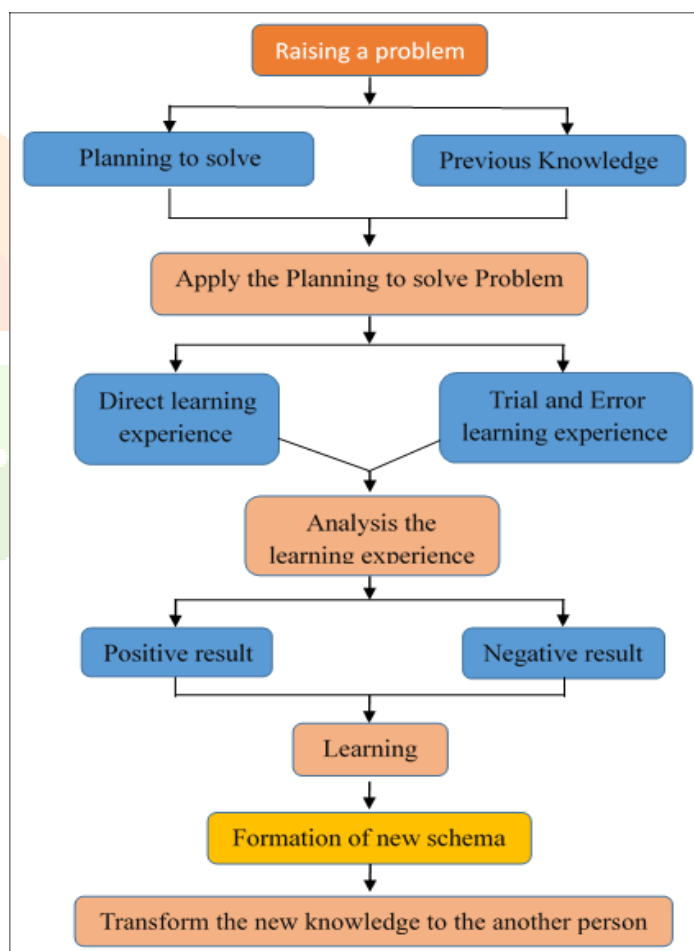 Raising a problem
Planning to solve
Previous Knowledge
Apply the Planning to solve Problem
Direct learning
experience
Trial and Error
learning experience
Analysis the
learning experience
Positive result
Negative result
Learning
Formation of new schema
Transform the new knowledge to the another person